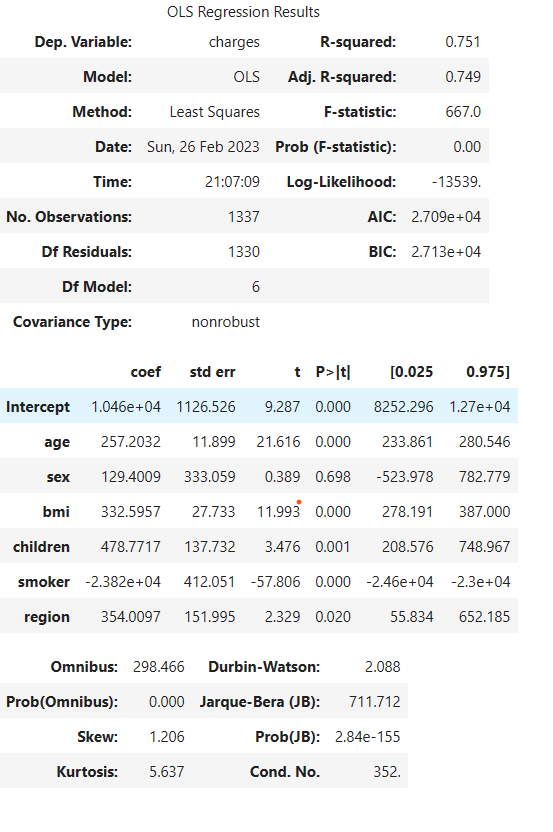 OLS Regression Results
Dep. Variable: charges R-squared: 0.751
Model: OLS Adj. R-squared: 0.749
Method: Least Squares F-statistic: 667.0
Date: Sun, 26 Feb 2023 Prob (F-statistic): 0.00
Time: 21:07:09 Log-Likelihood: -13539.
No. Observations: 1337 AIC: 2.709e+04
Df Residuals: 1330 BIC: 2.713e+04
Df Model: 6
Covariance Type: nonrobust
coef std err t P>|t| [0.025 0.975]
Intercept 1.046e+04 1126.526 9.287 0.000 8252.296 1.27e+04
age 257.2032 11.899 21.616 0.000 233.861 280.546
sex 129.4009 333.059 0.389 0.698 -523.978 782.779
bmi 332.5957 27.733 11.993 0.000 278.191 387.000
children 478.7717 137.732 3.476 0.001 208.576 748.967
smoker -2.382e+04 412.051 -57.806 0.000 -2.46e+04 -2.3e+04
region 354.0097 151.995 2.329 0.020 55.834 652.185
Omnibus: 298.466 Durbin-Watson: 2.088
Prob(Omnibus): 0.000 Jarque-Bera (JB): 711.712
Skew: 1.206 Prob(JB): 2.84e-155
Kurtosis: 5.637 Cond. No. 352.